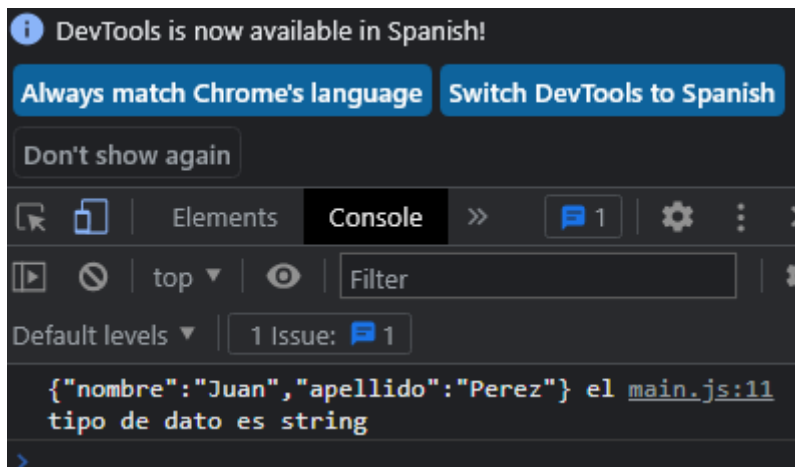 DevTools is now available in Spanish!
Always match Chrome's language Switch DevTools to Spanish
Don't show again
Elements Console » 1
top ▼ Filter
Default levels ▼ 1 Issue: 1
{"nombre":"Juan","apellido":"Perez"} el main.js:11
tipo de dato es string
>